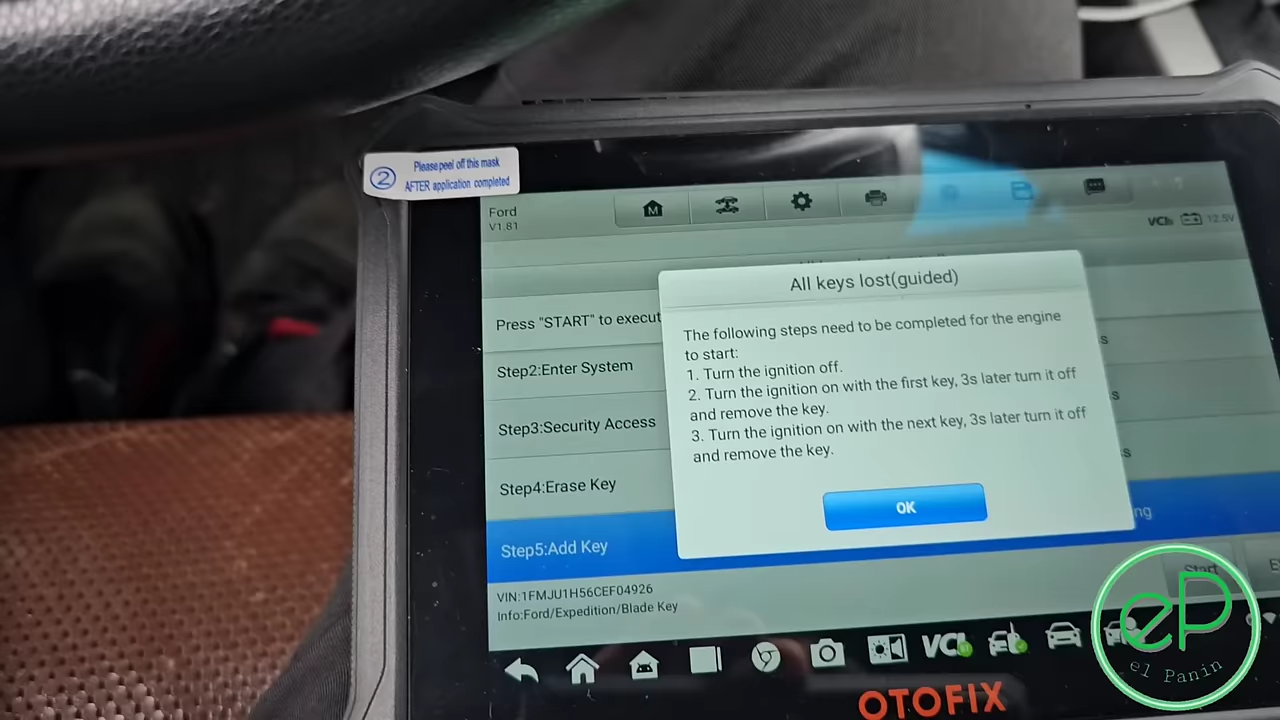 ② Please peel off this mask
AFTER application completed
Ford
V1.81
M
VCI 12.5V
All keys lost(guided)
The following steps need to be completed for the engine
to start:
1. Turn the ignition off.
2. Turn the ignition on with the first key, 3s later turn it off
and remove the key.
3. Turn the ignition on with the next key, 3s later turn it off
and remove the key.
OK
Press "START" to execut
Step2:Enter System
Step3:Security Access
Step4:Erase Key
Step5:Add Key
ng
Start
VIN:1FMJU1H56CEF04926
Info:Ford/Expedition/Blade Key
VCI
OTOFIX
eP
el Panin